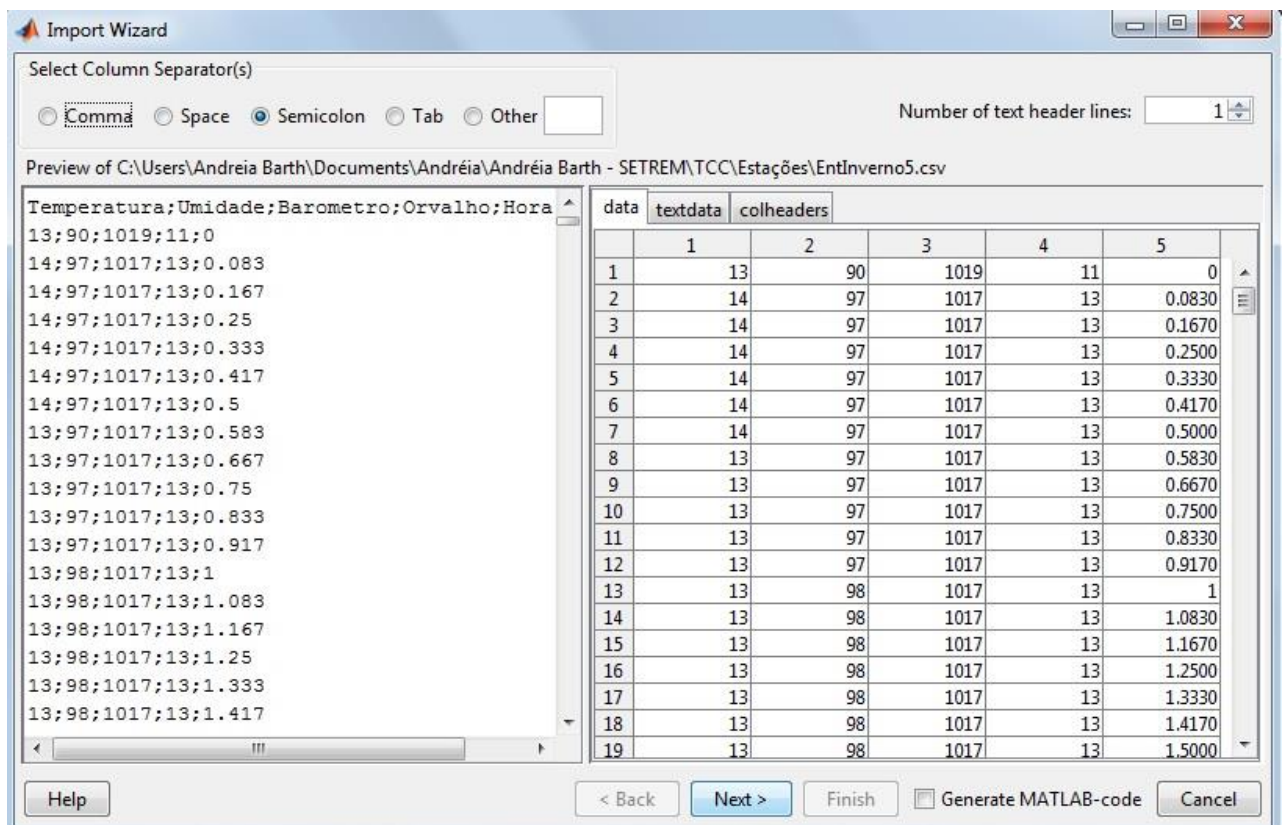 Import Wizard
Select Column Separator(s)
Comma Space Semicolon Tab Other
Number of text header lines: 1
Preview of C:\Users\Andreia Barth\Documents\Andréia\Andréia Barth - SETREM\TCC\Estações\EntInverno5.csv
Temperatura;Umidade;Barometro;Orvalho;Hora
13;90;1019;11;0
14;97;1017;13;0.083
14;97;1017;13;0.167
14;97;1017;13;0.25
14;97;1017;13;0.333
14;97;1017;13;0.417
14;97;1017;13;0.5
13;97;1017;13;0.583
13;97;1017;13;0.667
13;97;1017;13;0.75
13;97;1017;13;0.833
13;97;1017;13;0.917
13;98;1017;13;1
13;98;1017;13;1.083
13;98;1017;13;1.167
13;98;1017;13;1.25
13;98;1017;13;1.333
13;98;1017;13;1.417
data textdata colheaders
1 2 3 4 5
1 13 90 1019 11 0
2 14 97 1017 13 0.0830
3 14 97 1017 13 0.1670
4 14 97 1017 13 0.2500
5 14 97 1017 13 0.3330
6 14 97 1017 13 0.4170
7 14 97 1017 13 0.5000
8 13 97 1017 13 0.5830
9 13 97 1017 13 0.6670
10 13 97 1017 13 0.7500
11 13 97 1017 13 0.8330
12 13 97 1017 13 0.9170
13 13 98 1017 13 1
14 13 98 1017 13 1.0830
15 13 98 1017 13 1.1670
16 13 98 1017 13 1.2500
17 13 98 1017 13 1.3330
18 13 98 1017 13 1.4170
19 13 98 1017 13 1.5000
Help < Back Next > Finish Generate MATLAB-code Cancel